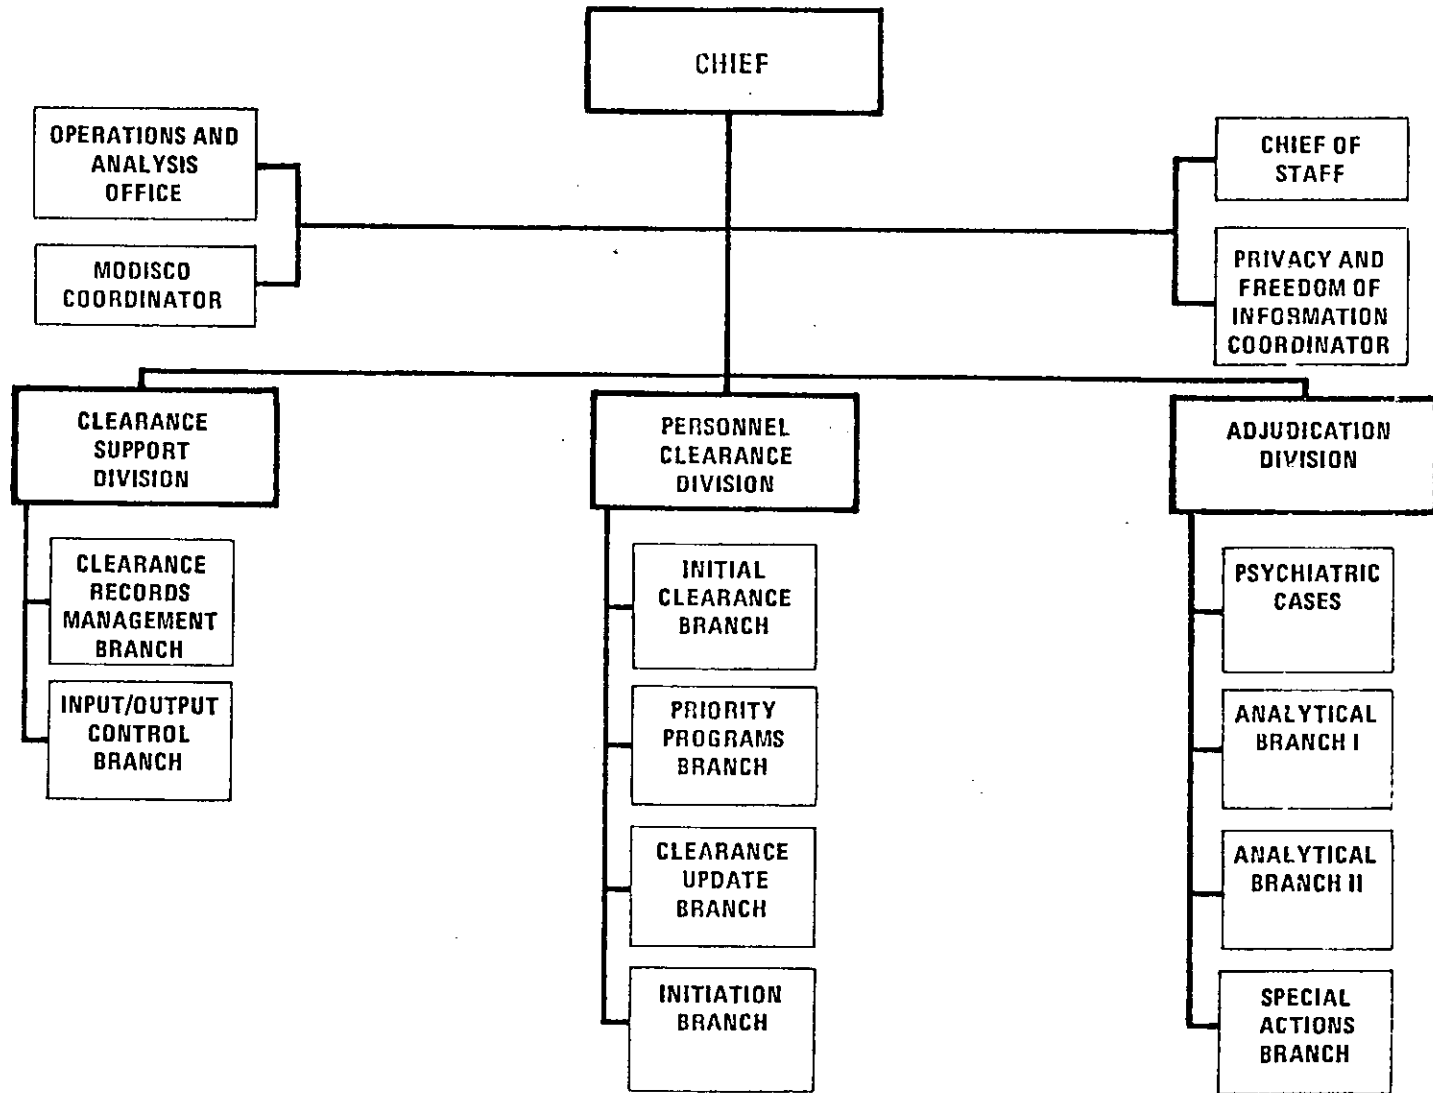 CHIEF
OPERATIONS AND
ANALYSIS
OFFICE
MODISCO
COORDINATOR
CHIEF OF
STAFF
PRIVACY AND
FREEDOM OF
INFORMATION
COORDINATOR
CLEARANCE
SUPPORT
DIVISION
CLEARANCE
RECORDS
MANAGEMENT
BRANCH
INPUT/OUTPUT
CONTROL
BRANCH
PERSONNEL
CLEARANCE
DIVISION
INITIAL
CLEARANCE
BRANCH
PRIORITY
PROGRAMS
BRANCH
CLEARANCE
UPDATE
BRANCH
INITIATION
BRANCH
ADJUDICATION
DIVISION
PSYCHIATRIC
CASES
ANALYTICAL
BRANCH I
ANALYTICAL
BRANCH II
SPECIAL
ACTIONS
BRANCH